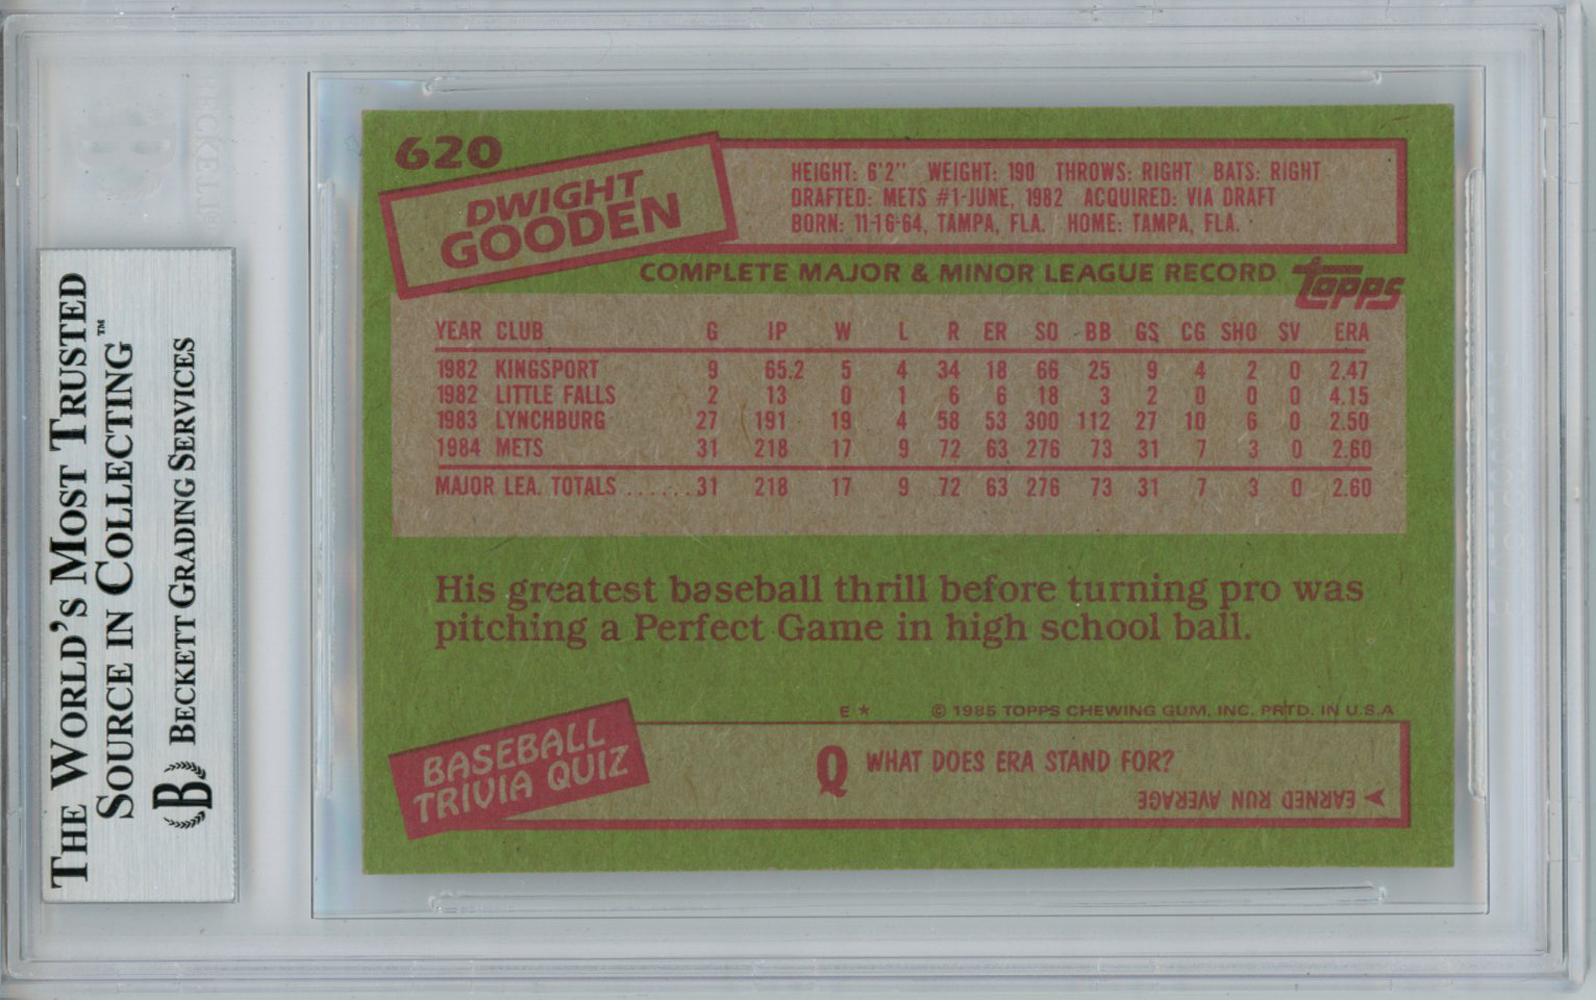 620
DWIGHT
GOODEN
HEIGHT: 6'2" WEIGHT: 190 THROWS: RIGHT BATS: RIGHT
DRAFTED: METS #1-JUNE, 1982 ACQUIRED: VIA DRAFT
BORN: 11-16-64, TAMPA, FLA. HOME: TAMPA, FLA.
COMPLETE MAJOR & MINOR LEAGUE RECORD
Topps
YEAR CLUB G IP W L R ER SO BB GS CG SHO SV ERA
1982 KINGSPORT 9 65.2 5 4 34 18 66 25 9 4 2 0 2.47
1982 LITTLE FALLS 2 13 0 1 6 6 18 3 2 0 0 0 4.15
1983 LYNCHBURG 27 191 19 4 58 53 300 112 27 10 6 0 2.50
1984 METS 31 218 17 9 72 63 276 73 31 7 3 0 2.60
MAJOR LEA. TOTALS ....... 31 218 17 9 72 63 276 73 31 7 3 0 2.60
His greatest baseball thrill before turning pro was
pitching a Perfect Game in high school ball.
E ★ © 1985 TOPPS CHEWING GUM, INC. PRTD. IN U.S.A
BASEBALL
TRIVIA QUIZ
Q WHAT DOES ERA STAND FOR?
EARNED RUN AVERAGE
THE WORLD'S MOST TRUSTED
SOURCE IN COLLECTING™
B BECKETT GRADING SERVICES